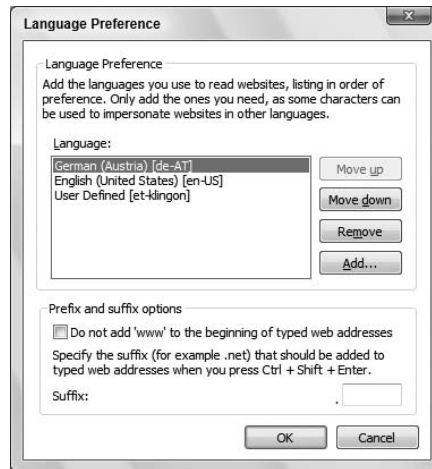 Language Preference
Language Preference
Add the languages you use to read websites, listing in order of
preference. Only add the ones you need, as some characters can
be used to impersonate websites in other languages.
Language:
German (Austria) [de-AT]
English (United States) [en-US]
User Defined [et-klingon]
Move up
Move down
Remove
Add...
Prefix and suffix options
Do not add 'www' to the beginning of typed web addresses
Specify the suffix (for example .net) that should be added to
typed web addresses when you press Ctrl + Shift + Enter.
Suffix: .
OK Cancel